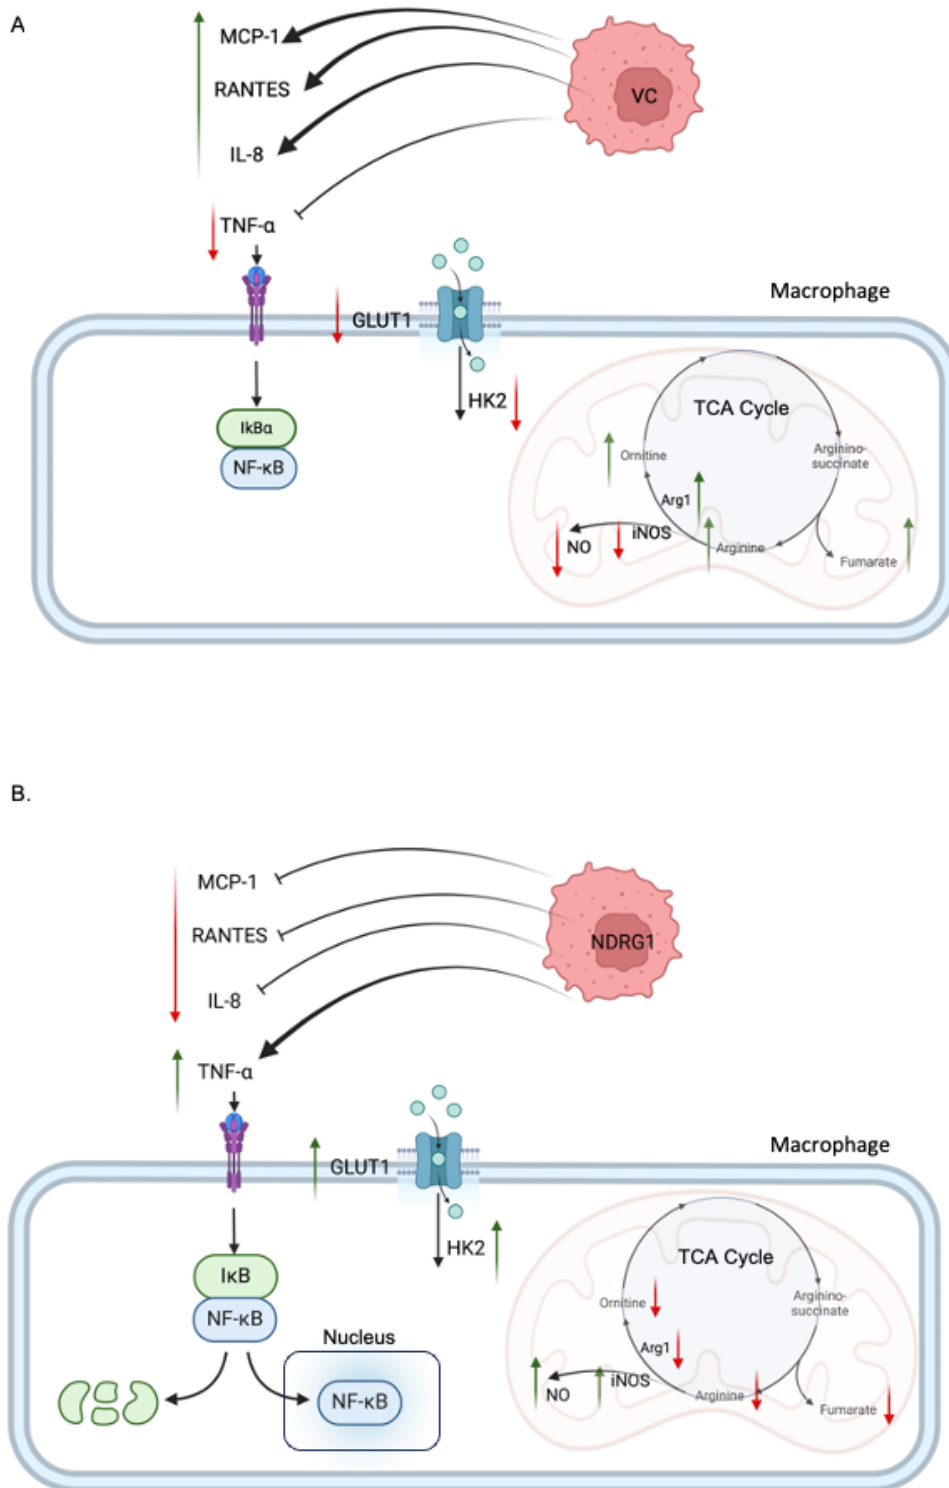 A
MCP-1
RANTES
VC
IL-8
TNF-α
GLUT1
Macrophage
HK2
TCA Cycle
IkBα
NF-κB
Ornitine
Arginino-
succinate
Arg1
iNOS
NO
Arginine
Fumarate
B.
MCP-1
RANTES
NDRG1
IL-8
TNF-α
GLUT1
Macrophage
HK2
TCA Cycle
IκB
NF-κB
Ornitine
Arginino-
succinate
Nucleus
Arg1
iNOS
NO
Arginine
NF-κB
Fumarate